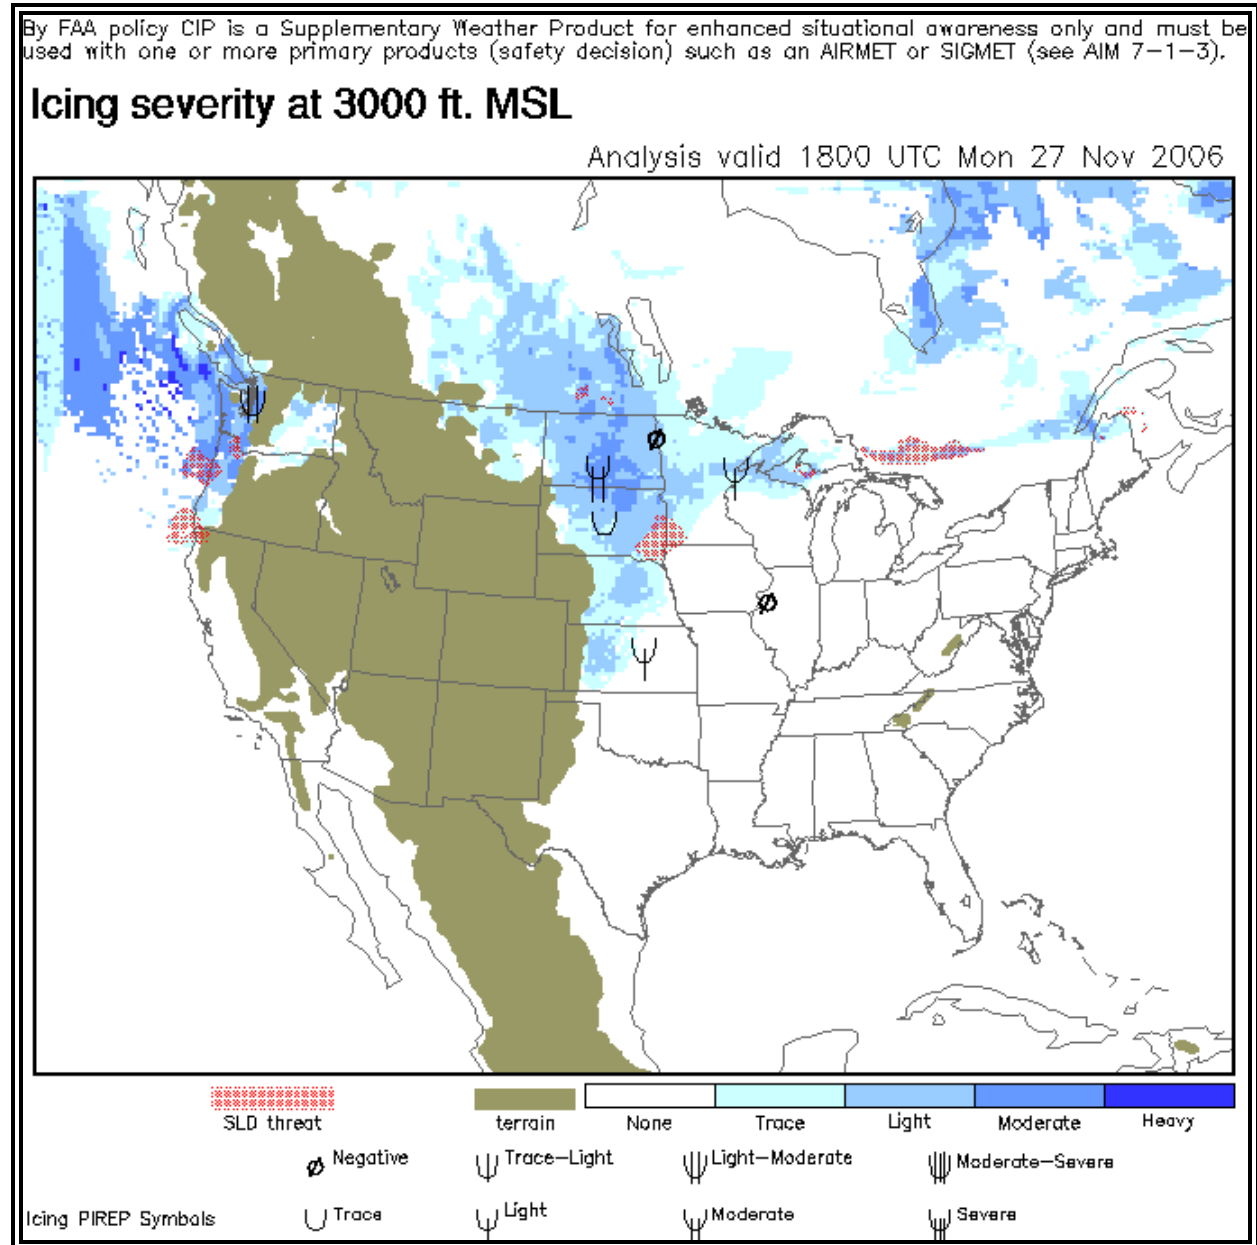 By FAA policy CIP is a Supplementary Weather Product for enhanced situational awareness only and must be
used with one or more primary products (safety decision) such as an AIRMET or SIGMET (see AIM 7-1-3).
Icing severity at 3000 ft. MSL
Analysis valid 1800 UTC Mon 27 Nov 2006
SLD threat
terrain
None
Trace
Light
Moderate
Heavy
Negative
Trace-Light
Light-Moderate
Moderate-Severe
Icing PIREP Symbols
Trace
Light
Moderate
Severe